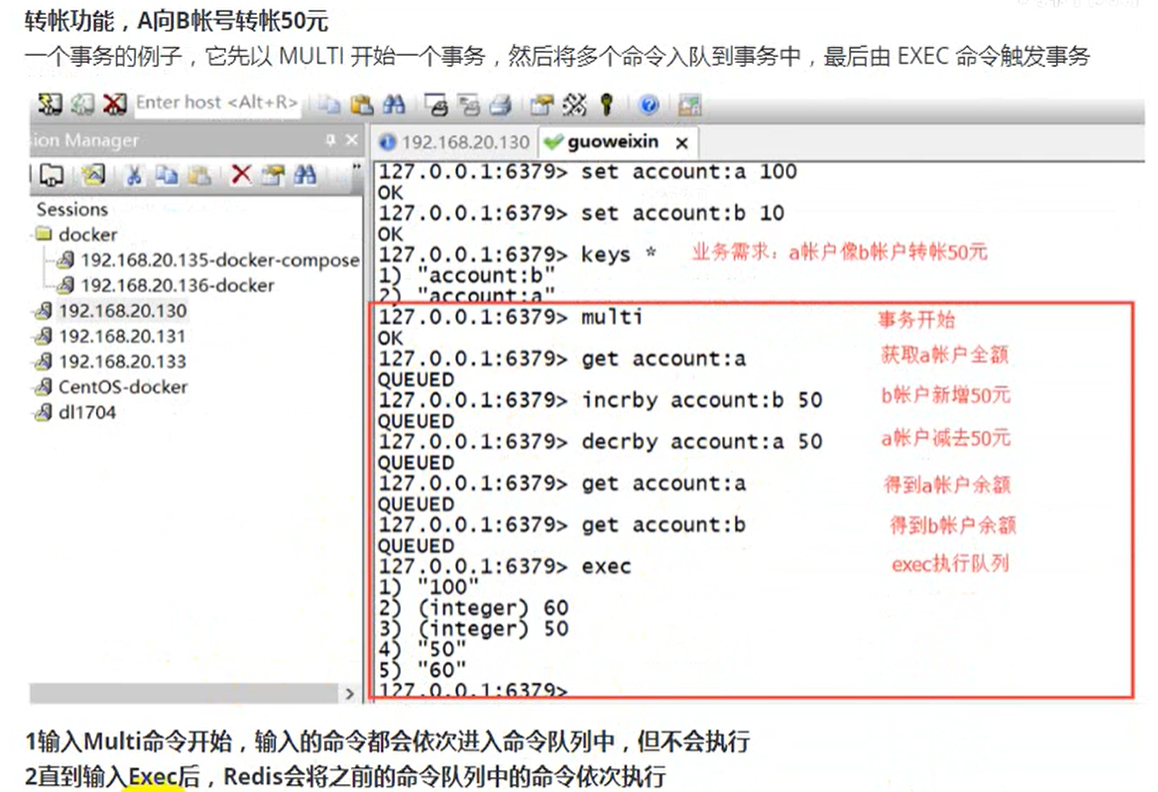 转帐功能，A向B帐号转帐50元
一个事务的例子，它先以 MULTI 开始一个事务，然后将多个命令入队到事务中，最后由 EXEC 命令触发事务
Enter host <Alt+R>
sion Manager
192.168.20.130
guoweixin
Sessions
docker
192.168.20.135-docker-compose
192.168.20.136-docker
192.168.20.130
192.168.20.131
192.168.20.133
CentOS-docker
dl1704
127.0.0.1:6379> set account:a 100
OK
127.0.0.1:6379> set account:b 10
OK
127.0.0.1:6379> keys * 业务需求：a帐户像b帐户转帐50元
1) "account:b"
2) "account:a"
127.0.0.1:6379> multi 事务开始
OK
127.0.0.1:6379> get account:a 获取a帐户全额
QUEUED
127.0.0.1:6379> incrby account:b 50 b帐户新增50元
QUEUED
127.0.0.1:6379> decrby account:a 50 a帐户减去50元
QUEUED
127.0.0.1:6379> get account:a 得到a帐户余额
QUEUED
127.0.0.1:6379> get account:b 得到b帐户余额
QUEUED
127.0.0.1:6379> exec exec执行队列
1) "100"
2) (integer) 60
3) (integer) 50
4) "50"
5) "60"
127.0.0.1:6379>
1输入Multi命令开始，输入的命令都会依次进入命令队列中，但不会执行
2直到输入Exec后，Redis会将之前的命令队列中的命令依次执行